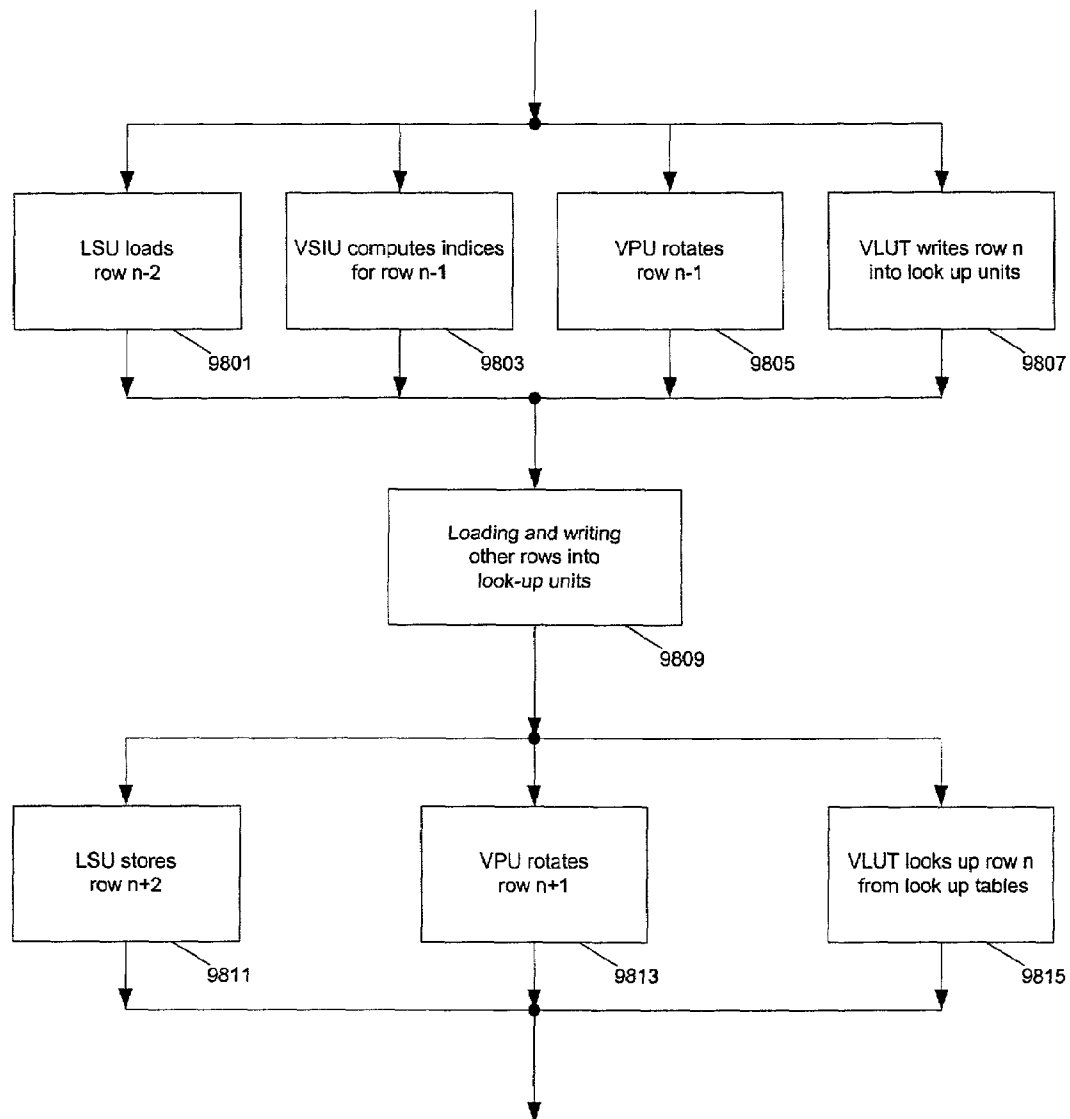 LSU loads
row n-2
9801
VSIU computes indices
for row n-1
9803
VPU rotates
row n-1
9805
VLUT writes row n
into look up units
9807
Loading and writing
other rows into
look-up units
9809
LSU stores
row n+2
9811
VPU rotates
row n+1
9813
VLUT looks up row n
from look up tables
9815